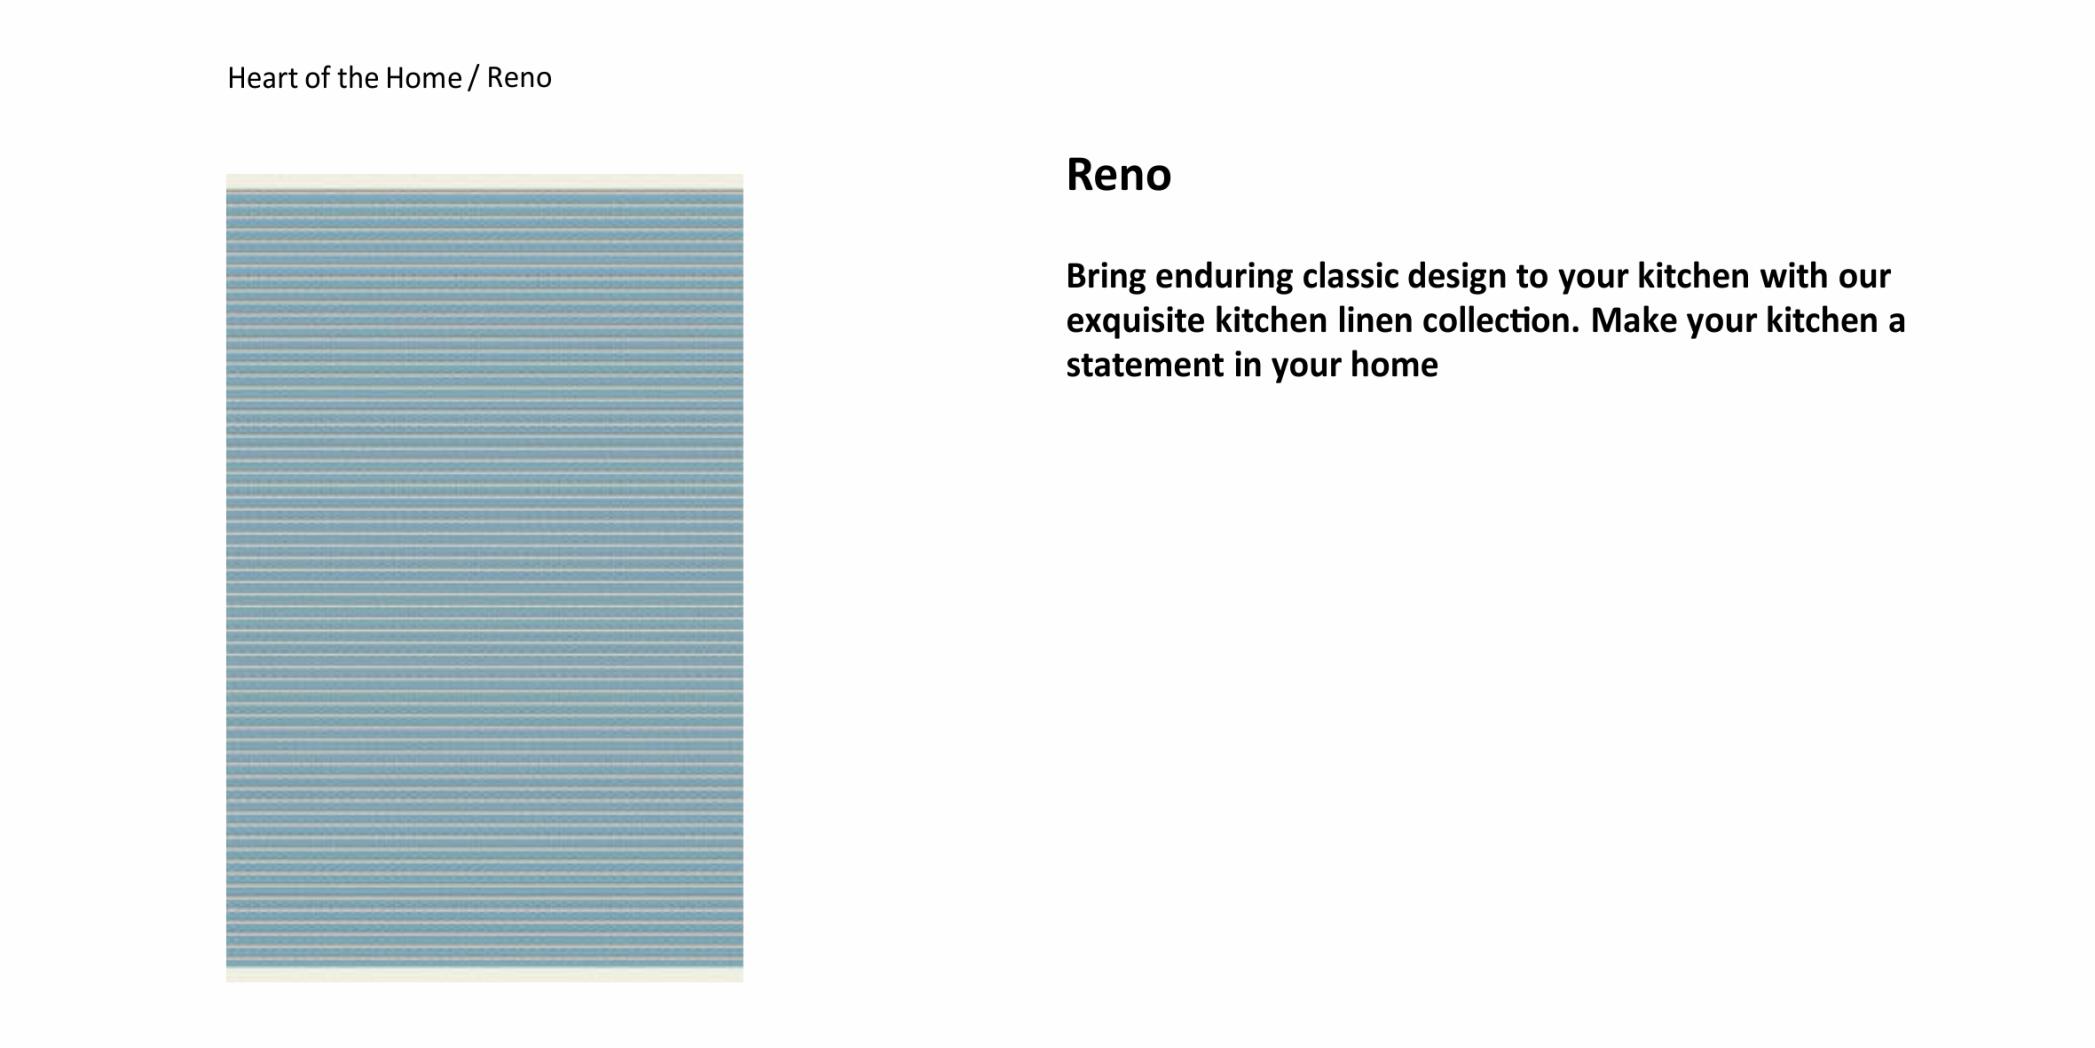 Heart of the Home / Reno
Reno
Bring enduring classic design to your kitchen with our
exquisite kitchen linen collection. Make your kitchen a
statement in your home